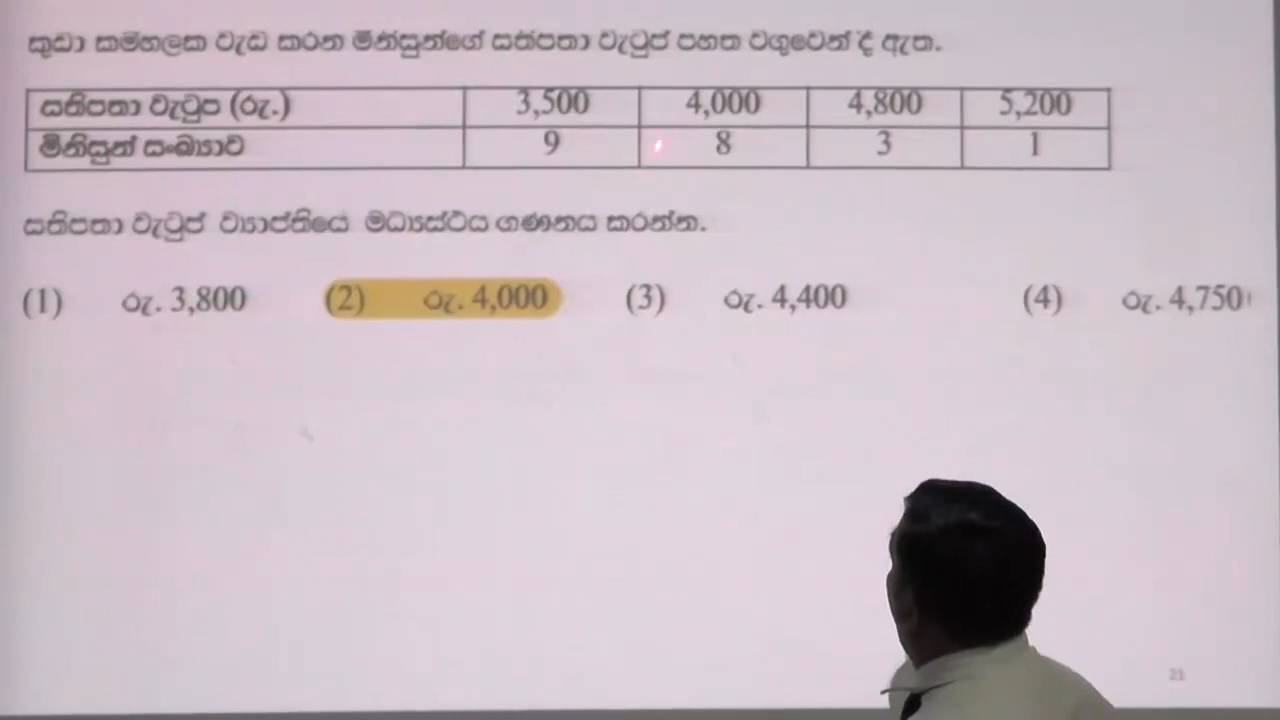 කුඩා කම්හලක වැඩ කරන මිනිසුන්ගේ සතිපතා වැටුප් පහත වගුවෙන් දී ඇත.
සතිපතා වැටුප (රු.) 3,500 4,000 4,800 5,200
මිනිසුන් සංඛ්‍යාව 9 8 3 1
සතිපතා වැටුප් ව්‍යාප්තියේ මධ්‍යස්ථය ගණනය කරන්න.
(1) රු. 3,800 (2) රු. 4,000 (3) රු. 4,400 (4) රු. 4,750
21